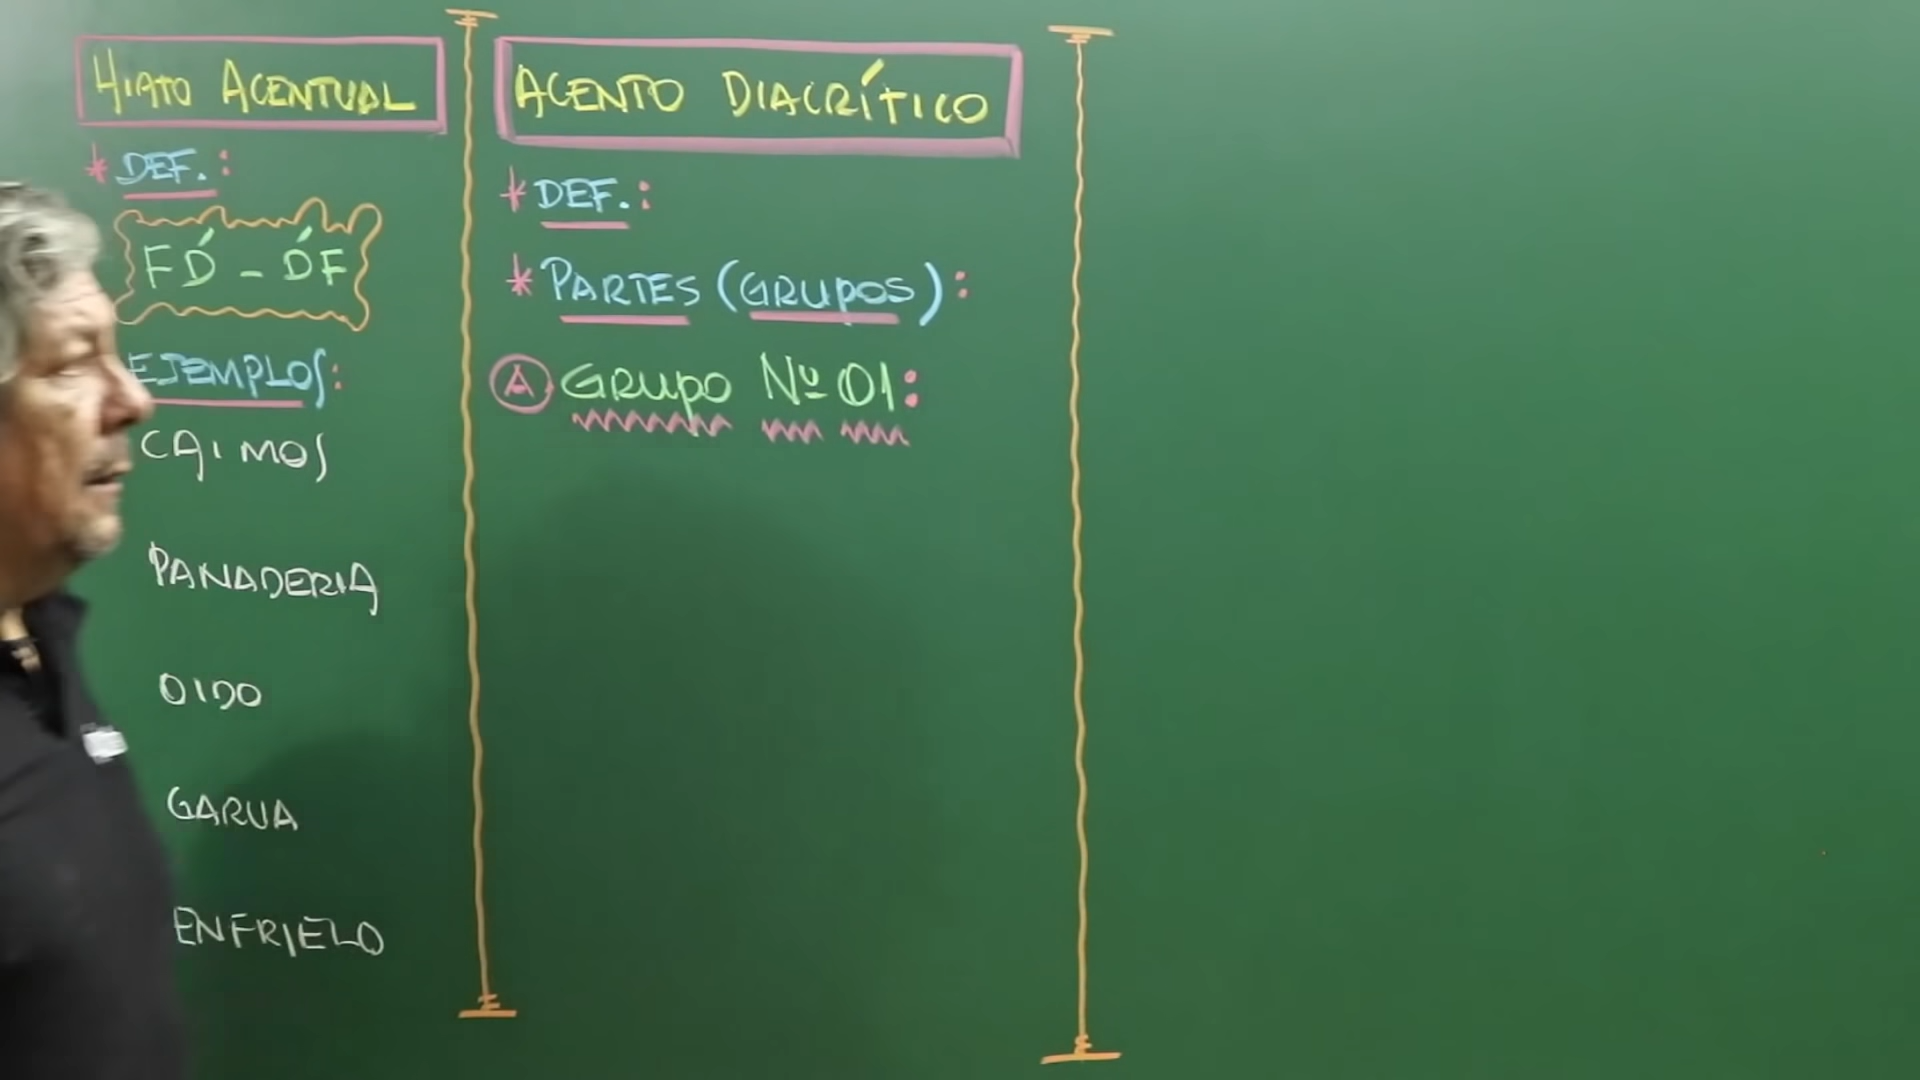 HIATO ACENTUAL
* DEF.:
FD́ - D́F
EJEMPLOS:
CAIMOS
PANADERIA
OIDO
GARUA
ENFRIELO
ACENTO DIACRÍTICO
* DEF.:
* PARTES (GRUPOS):
A GRUPO Nº 01: